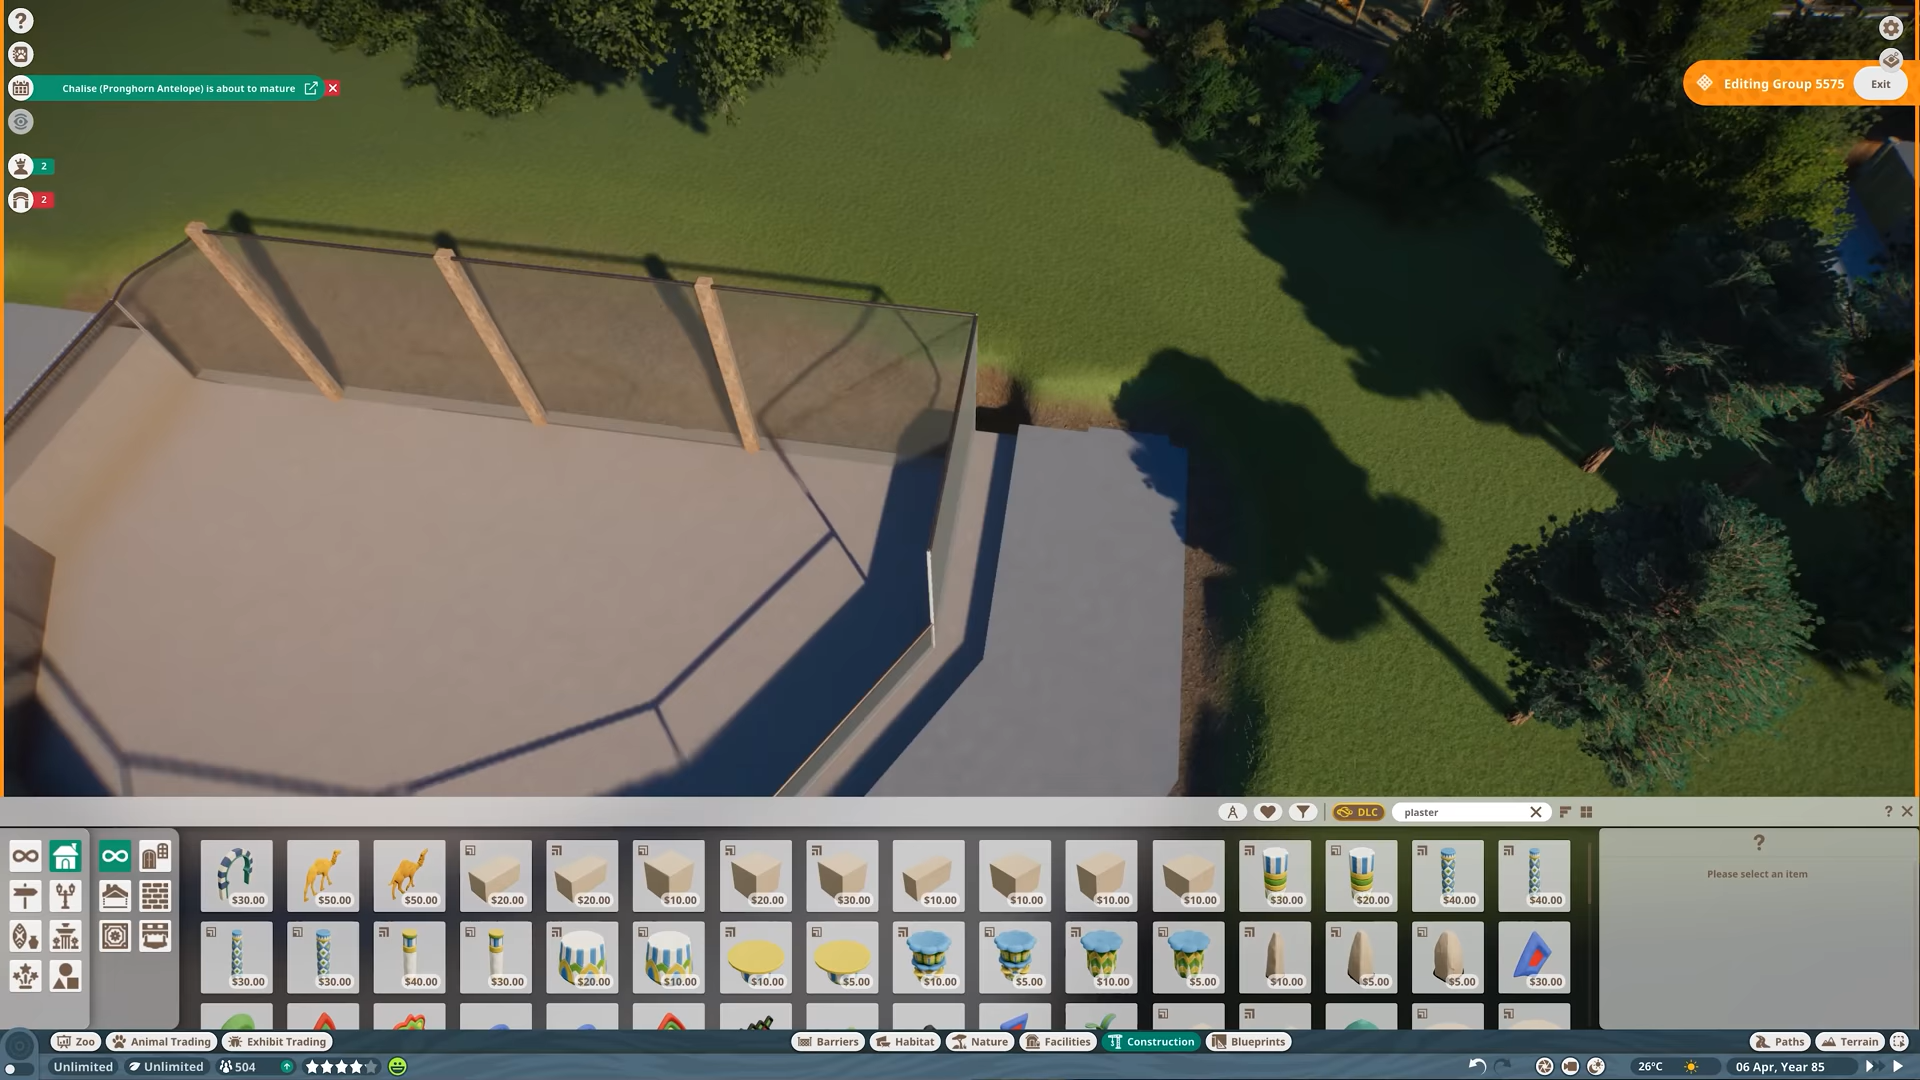 ?
Chalise (Pronghorn Antelope) is about to mature
2
2
Editing Group 5575
Exit
DLC
plaster
?
$30.00
$50.00
$50.00
$20.00
$20.00
$10.00
$20.00
$30.00
$10.00
$10.00
$10.00
$10.00
$30.00
$20.00
$40.00
$40.00
$30.00
$30.00
$40.00
$30.00
$20.00
$10.00
$10.00
$5.00
$10.00
$5.00
$10.00
$5.00
$10.00
$5.00
$5.00
$30.00
?
Please select an item
Zoo
Animal Trading
Exhibit Trading
Barriers
Habitat
Nature
Facilities
Construction
Blueprints
Paths
Terrain
Unlimited
Unlimited
504
26°C
06 Apr, Year 85